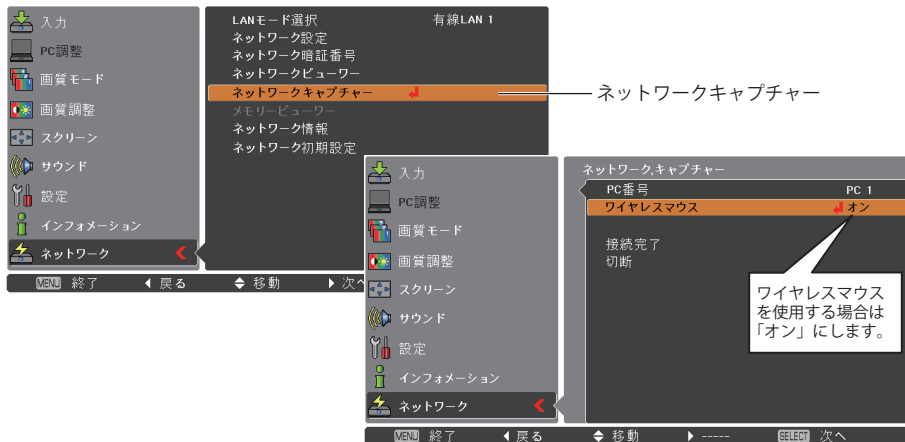 入力
PC調整
画質モード
画質調整
スクリーン
サウンド
設定
インフォメーション
ネットワーク
LANモード選択 有線LAN 1
ネットワーク設定
ネットワーク暗証番号
ネットワークビューワー
ネットワークキャプチャー
メモリービューワー
ネットワーク情報
ネットワーク初期設定
MENU 終了 戻る 移動 次へ
ネットワークキャプチャー
入力
PC調整
画質モード
画質調整
スクリーン
サウンド
設定
インフォメーション
ネットワーク
ネットワーク,キャプチャー
PC番号 PC 1
ワイヤレスマウス オン
接続完了
切断
ワイヤレスマウス
を使用する場合は
「オン」にします。
MENU 終了 戻る 移動 ----- SELECT 次へ